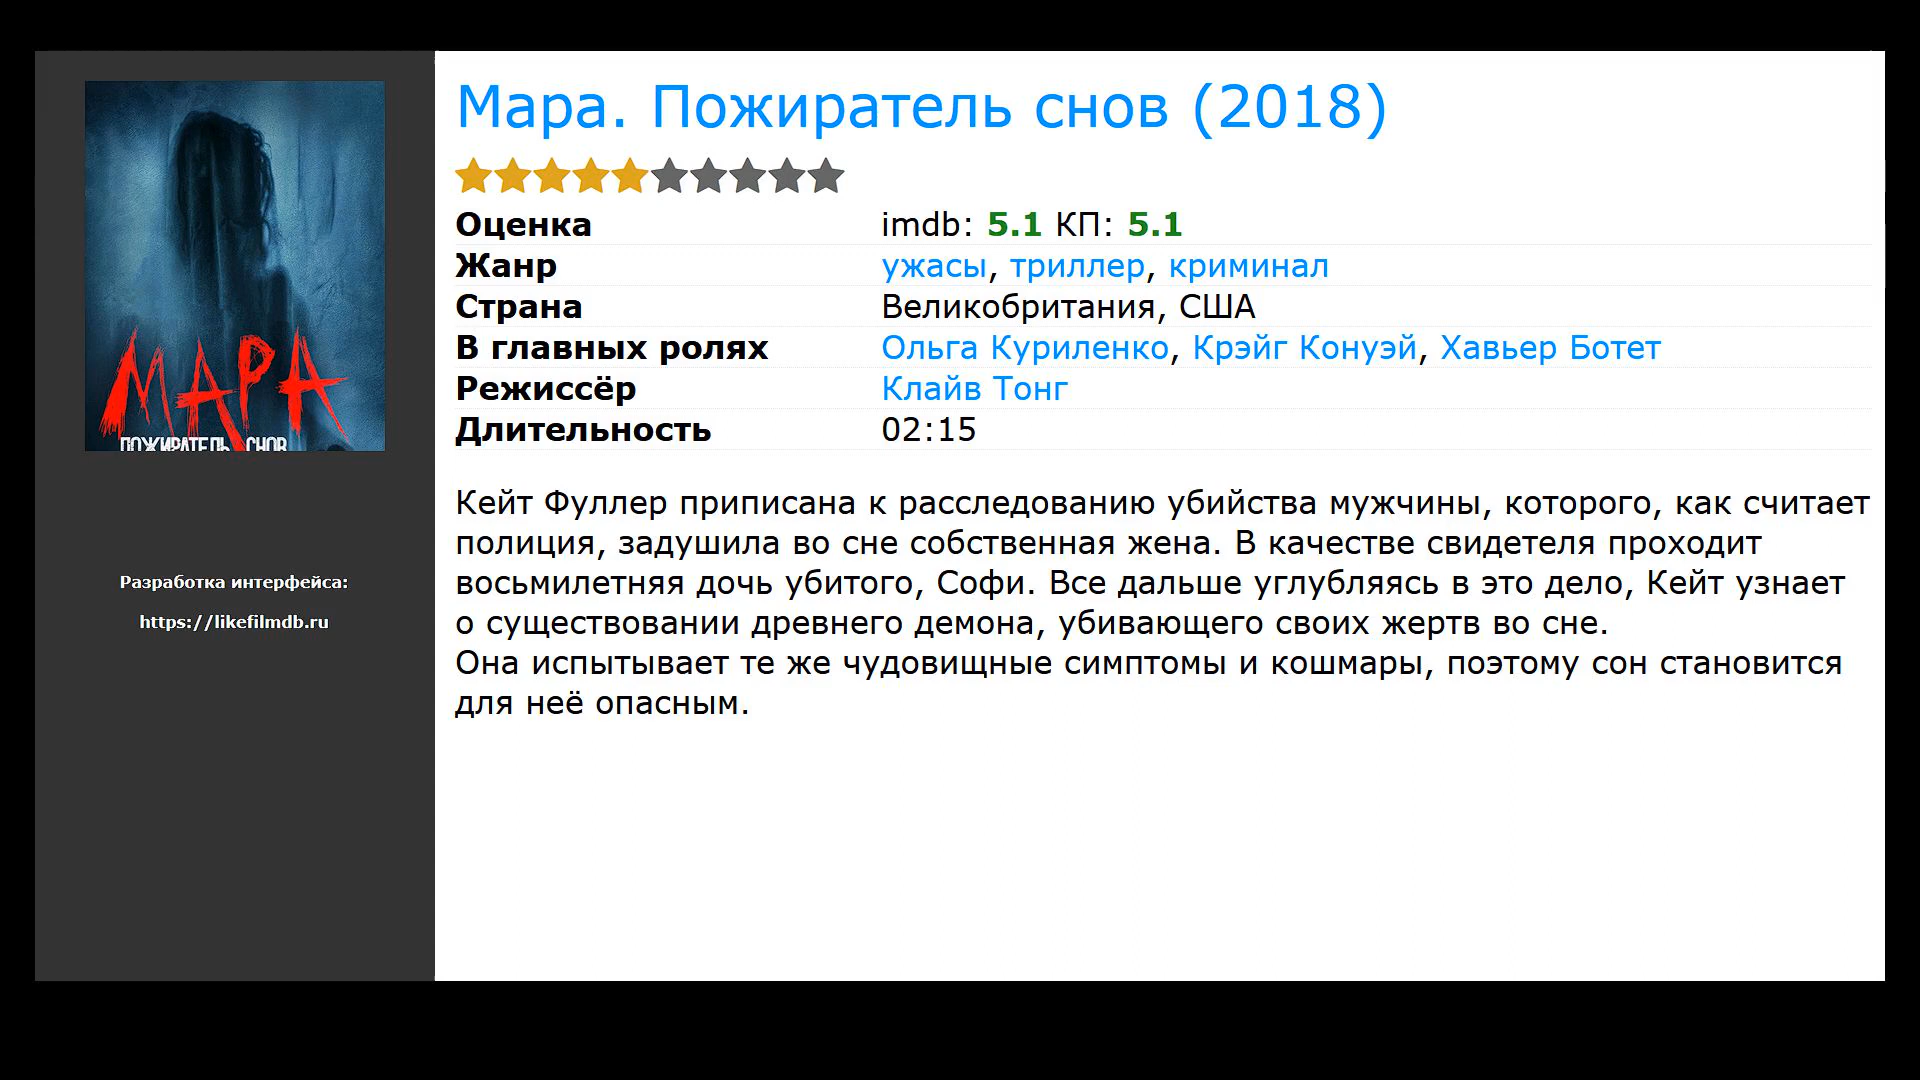 МАРА
ПОЖИРАТЕЛЬ СНОВ
Разработка интерфейса:
https://likefilmdb.ru
Мара. Пожиратель снов (2018)
Оценка imdb: 5.1 КП: 5.1
Жанр ужасы, триллер, криминал
Страна Великобритания, США
В главных ролях Ольга Куриленко, Крэйг Конуэй, Хавьер Ботет
Режиссёр Клайв Тонг
Длительность 02:15
Кейт Фуллер приписана к расследованию убийства мужчины, которого, как считает
полиция, задушила во сне собственная жена. В качестве свидетеля проходит
восьмилетняя дочь убитого, Софи. Все дальше углубляясь в это дело, Кейт узнает
о существовании древнего демона, убивающего своих жертв во сне.
Она испытывает те же чудовищные симптомы и кошмары, поэтому сон становится
для неё опасным.